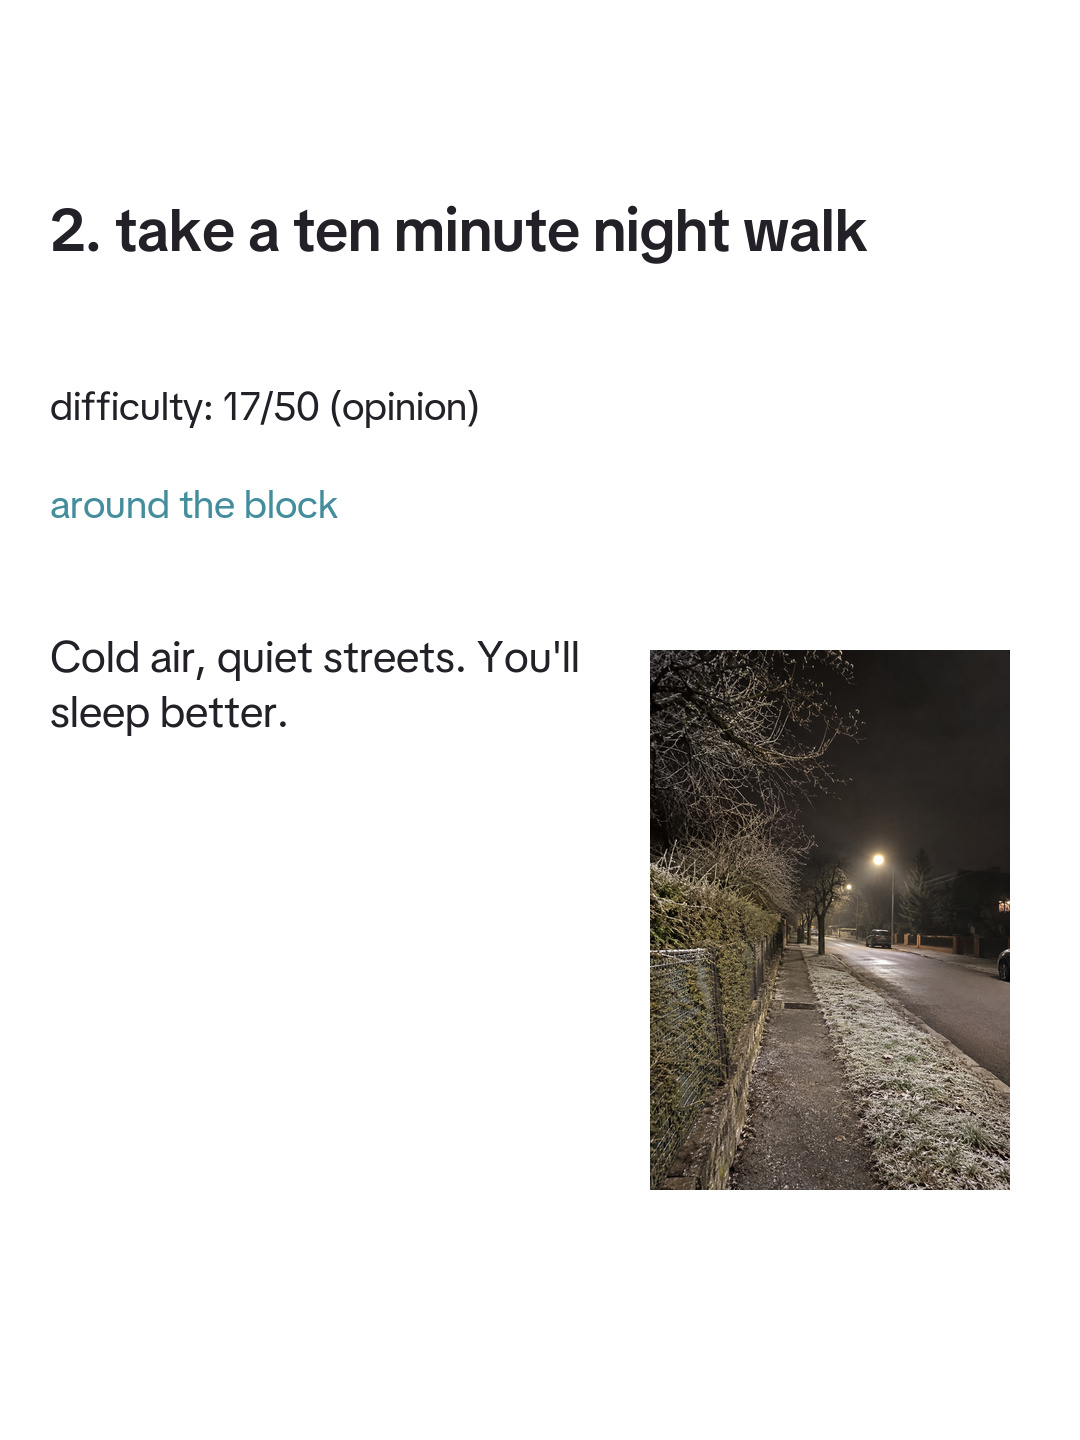 2. take a ten minute night walk
difficulty: 17/50 (opinion)
around the block
Cold air, quiet streets. You'll
sleep better.